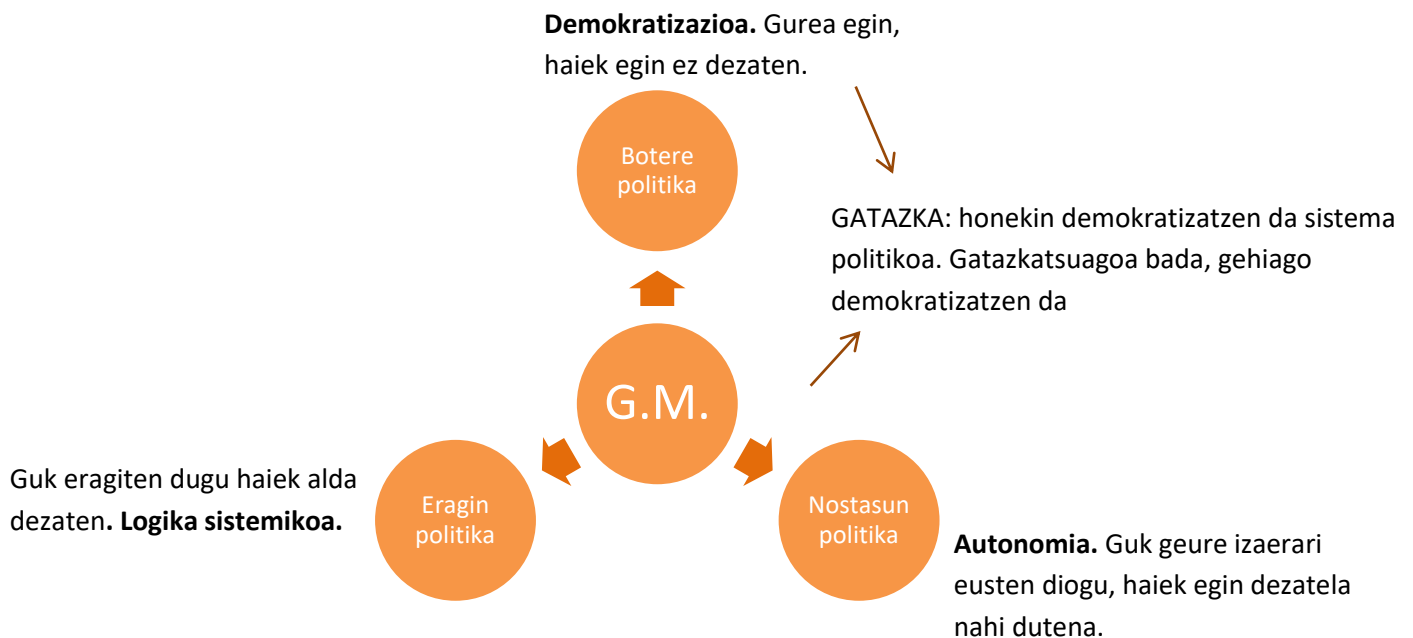 Demokratizazioa. Gurea egin,
haiek egin ez dezaten.
Botere
politika
GATAZKA: honekin demokratizatzen da sistema
politikoa. Gatazkatsuagoa bada, gehiago
demokratizatzen da
G.M.
Guk eragiten dugu haiek alda
dezaten. Logika sistemikoa.
Eragin
politika
Nostasun
politika
Autonomia. Guk geure izaerari
eusten diogu, haiek egin dezatela
nahi dutena.